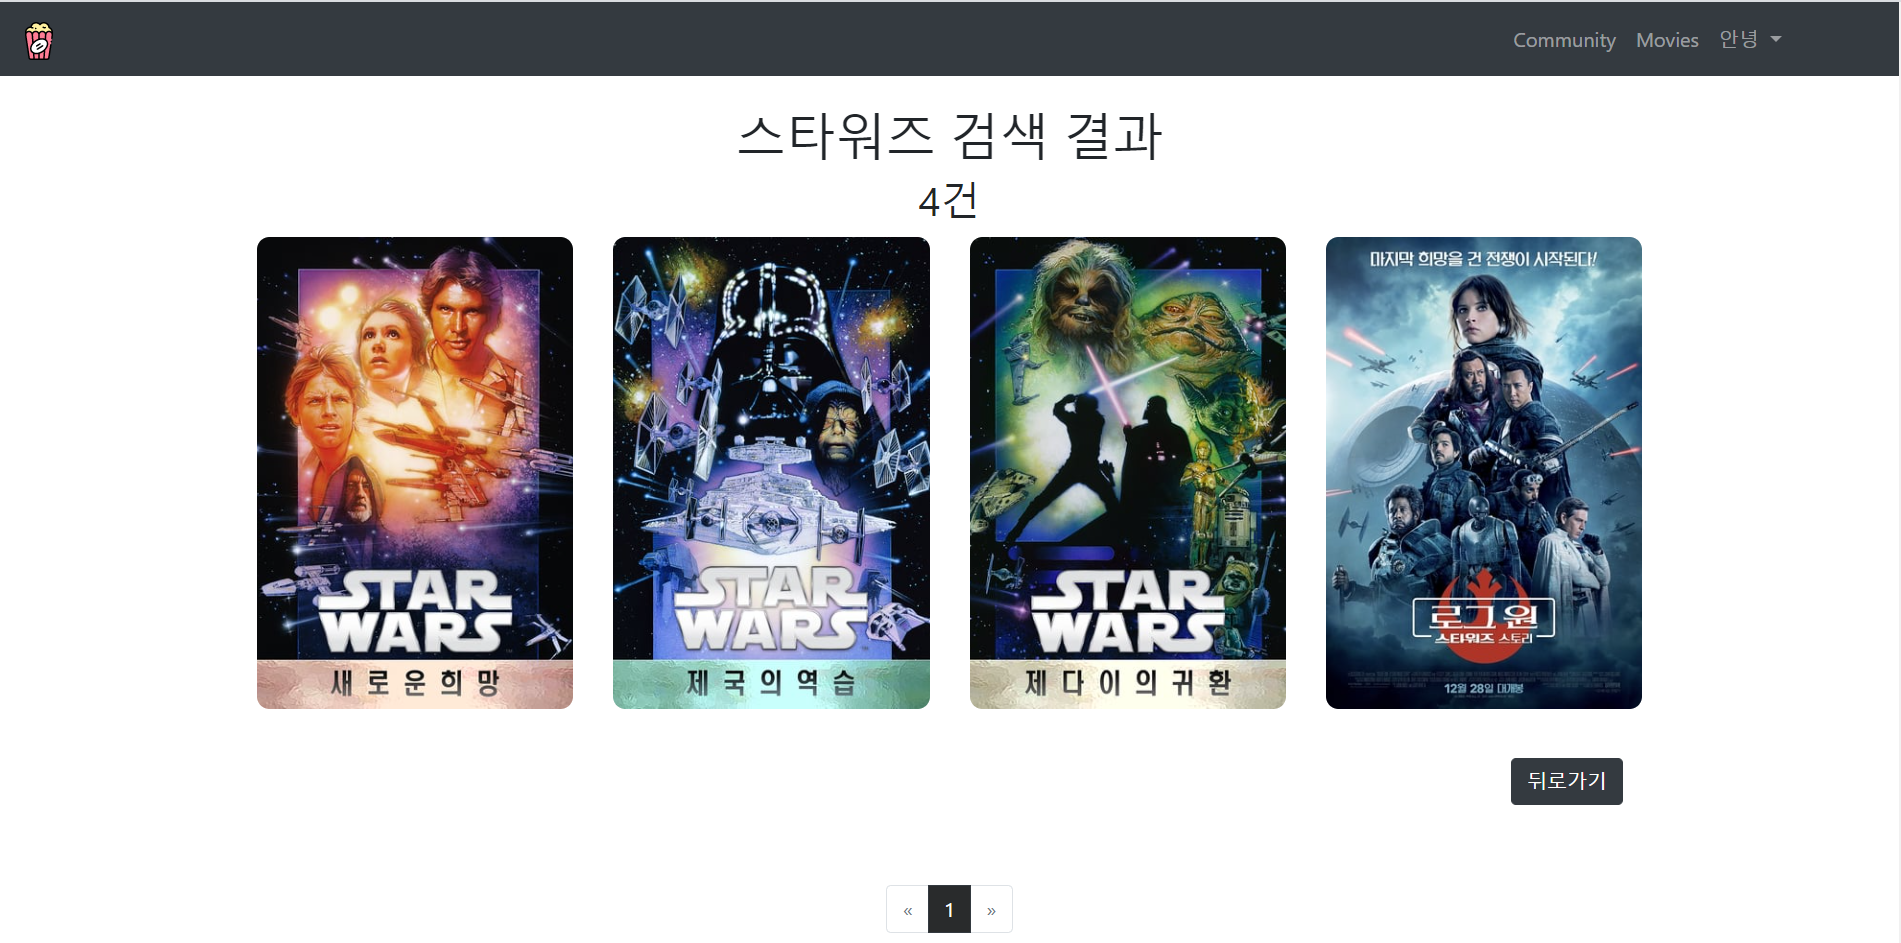 Community Movies 안녕
스타워즈 검색 결과
4건
STAR
WARS
새로운희망
STAR
WARS
제국의역습
STAR
WARS
제다이의귀환
마지막 희망을 건 전쟁이 시작된다!
로그 원
스타워즈 스토리
12월 28일 대개봉
뒤로가기
« 1 »